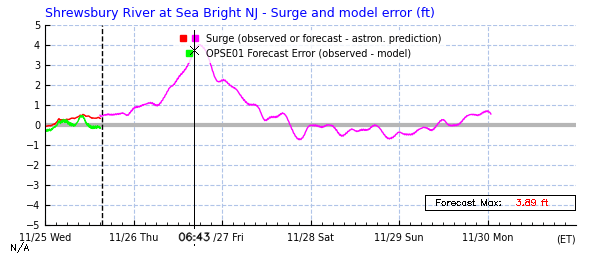 Shrewsbury River at Sea Bright NJ - Surge and model error (ft)
Surge (observed or forecast - astron. prediction)
OPSE01 Forecast Error (observed - model)
5
4
3
2
1
0
−1
−2
−3
−4
−5
Forecast Max: 3.89 ft
11/25 Wed 11/26 Thu 06:43 /27 Fri 11/28 Sat 11/29 Sun 11/30 Mon (ET)
N/A